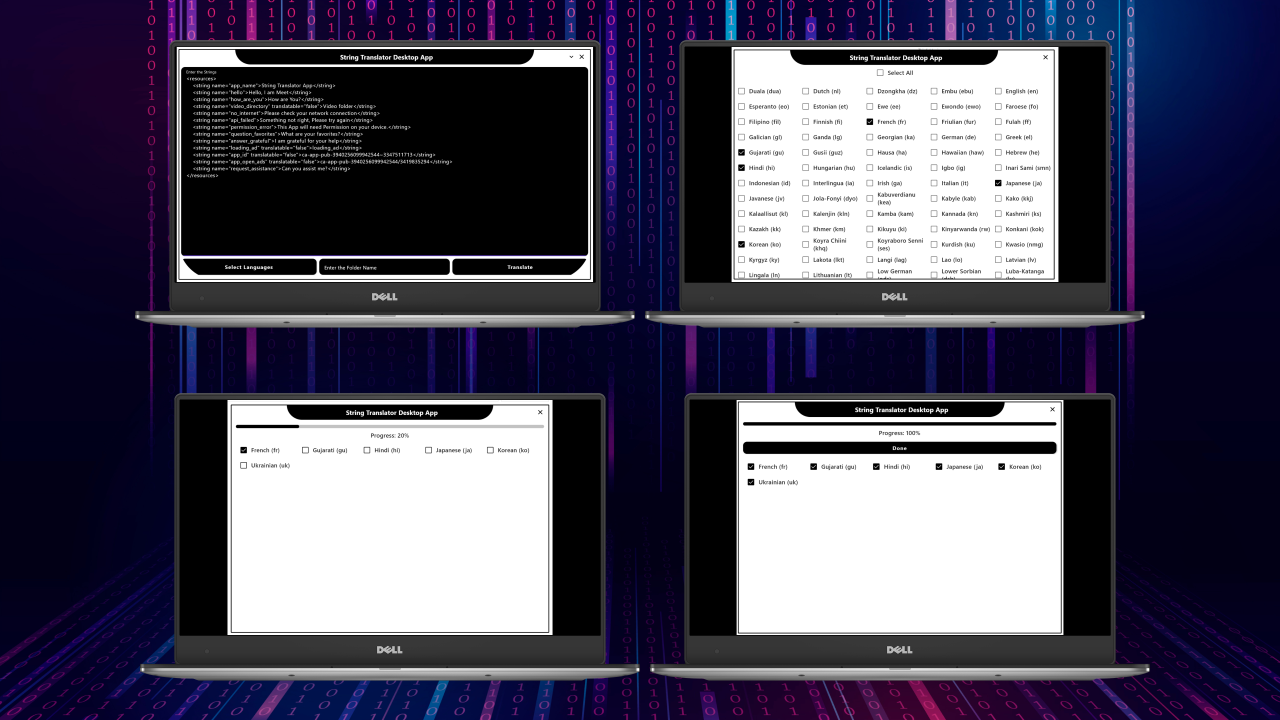 String Translator Desktop App
Enter the Strings
<resources>
<string name="app_name">String Translator App</string>
<string name="hello">Hello, I am Meet</string>
<string name="how_are_you">How are You?</string>
<string name="video_directory" translatable="false">Video folder</string>
<string name="no_internet">Please check your network connection</string>
<string name="api_failed">Something not right, Please try again</string>
<string name="permission_error">This App will need Permission on your device.</string>
<string name="question_favorites">What are your favorites?</string>
<string name="answer_grateful">I am grateful for your help</string>
<string name="loading_ad" translatable="false">loading_ad</string>
<string name="app_id" translatable="false">ca-app-pub-3940256099942544~3347511713</string>
<string name="app_open_ads" translatable="false">ca-app-pub-3940256099942544/3419835294</string>
<string name="request_assistance">Can you assist me?</string>
</resources>
Select Languages Enter the Folder Name Translate
DELL
String Translator Desktop App
Select All
Duala (dua) Dutch (nl) Dzongkha (dz) Embu (ebu) English (en)
Esperanto (eo) Estonian (et) Ewe (ee) Ewondo (ewo) Faroese (fo)
Filipino (fil) Finnish (fi) French (fr) Friulian (fur) Fulah (ff)
Galician (gl) Ganda (lg) Georgian (ka) German (de) Greek (el)
Gujarati (gu) Gusii (guz) Hausa (ha) Hawaiian (haw) Hebrew (he)
Hindi (hi) Hungarian (hu) Icelandic (is) Igbo (ig) Inari Sami (smn)
Indonesian (id) Interlingua (ia) Irish (ga) Italian (it) Japanese (ja)
Javanese (jv) Jola-Fonyi (dyo) Kabuverdianu (kea) Kabyle (kab) Kako (kkj)
Kalaallisut (kl) Kalenjin (kln) Kamba (kam) Kannada (kn) Kashmiri (ks)
Kazakh (kk) Khmer (km) Kikuyu (ki) Kinyarwanda (rw) Konkani (kok)
Korean (ko) Koyra Chiini (khq) Koyraboro Senni (ses) Kurdish (ku) Kwasio (nmg)
Kyrgyz (ky) Lakota (lkt) Langi (lag) Lao (lo) Latvian (lv)
Lingala (ln) Lithuanian (lt) Low German Lower Sorbian Luba-Katanga
DELL
String Translator Desktop App
Progress: 20%
French (fr) Gujarati (gu) Hindi (hi) Japanese (ja) Korean (ko)
Ukrainian (uk)
DELL
String Translator Desktop App
Progress: 100%
Done
French (fr) Gujarati (gu) Hindi (hi) Japanese (ja) Korean (ko)
Ukrainian (uk)
DELL